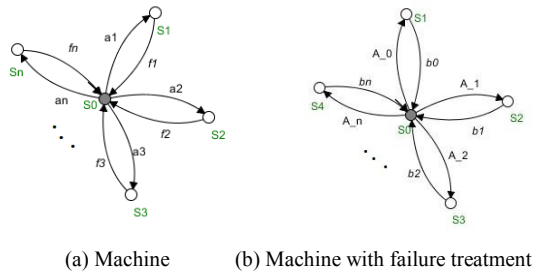 S1
a1
f1
fn
Sn
an
S0
a2
f2
S2
f3
a3
S3
S1
A_0
b0
bn
S4
A_n
S0
A_1
b1
S2
b2
A_2
S3
(a) Machine
(b) Machine with failure treatment